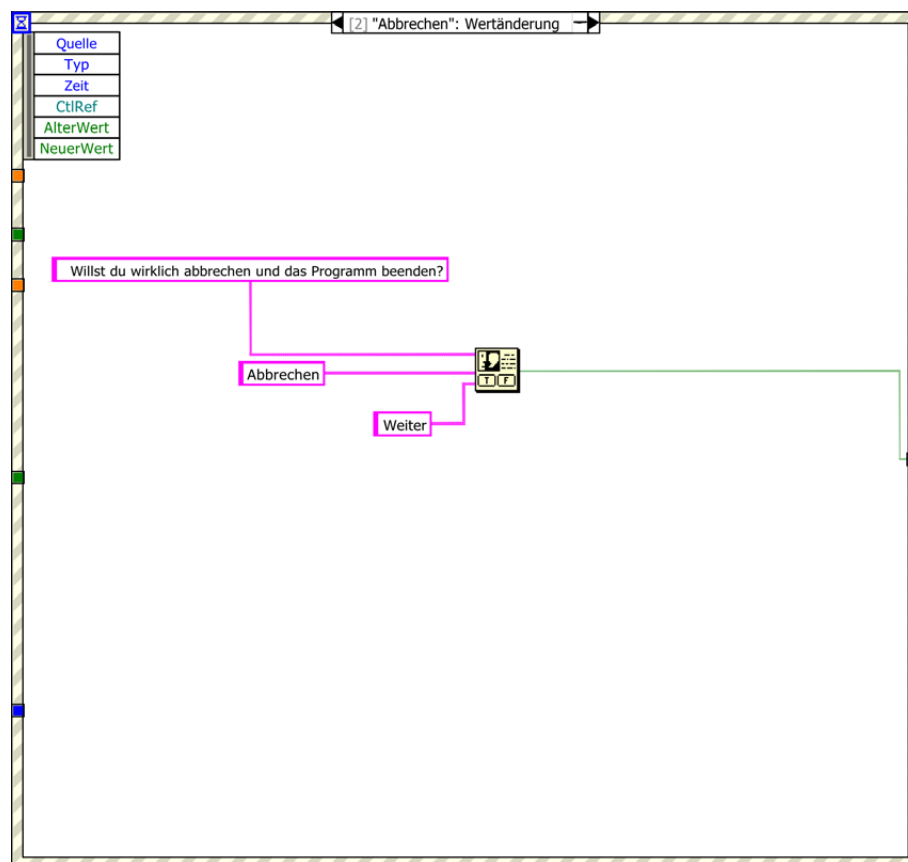 [2] "Abbrechen": Wertänderung
Quelle
Typ
Zeit
CtlRef
AlterWert
NeuerWert
Willst du wirklich abbrechen und das Programm beenden?
Abbrechen
T F
Weiter